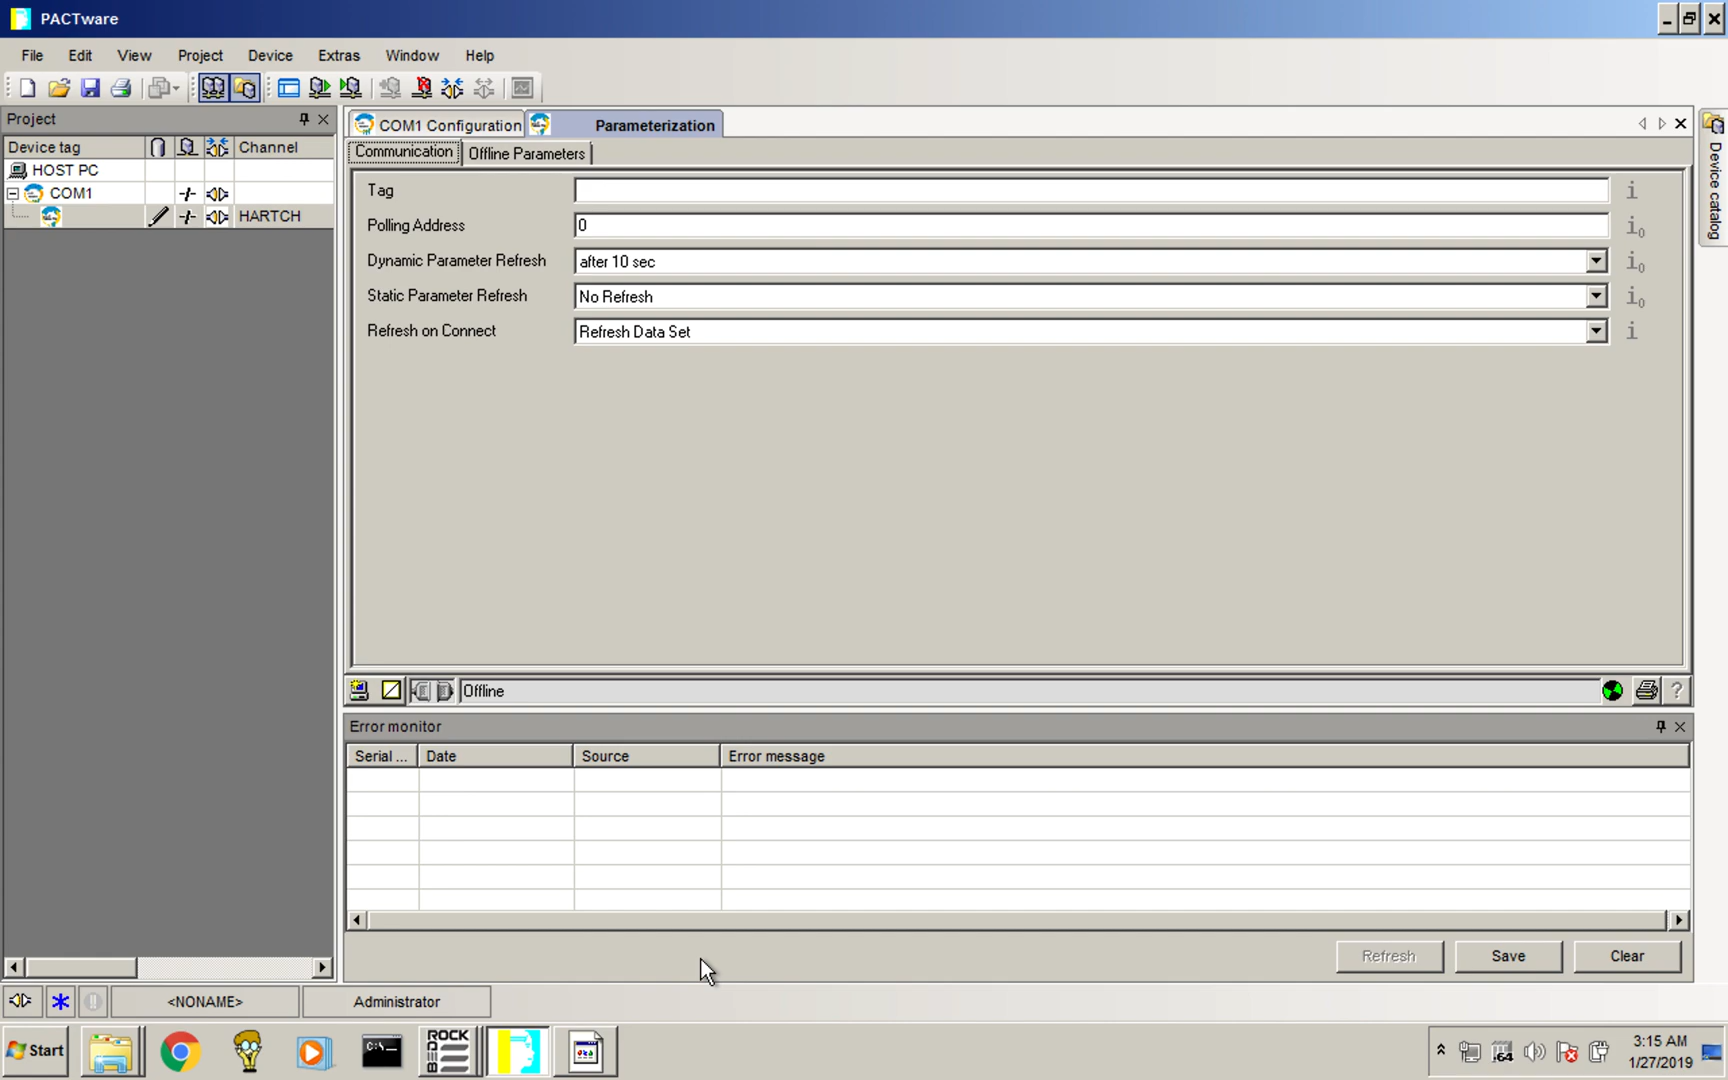 PACTware
File Edit View Project Device Extras Window Help
Project
Device tag Channel
HOST PC
COM1
HARTCH
COM1 Configuration Parameterization
Communication Offline Parameters
Tag
Polling Address 0
Dynamic Parameter Refresh after 10 sec
Static Parameter Refresh No Refresh
Refresh on Connect Refresh Data Set
Device catalog
Offline
Error monitor
Serial ... Date Source Error message
Refresh Save Clear
<NONAME> Administrator
Start
C:\
ROCK
64
3:15 AM
1/27/2019